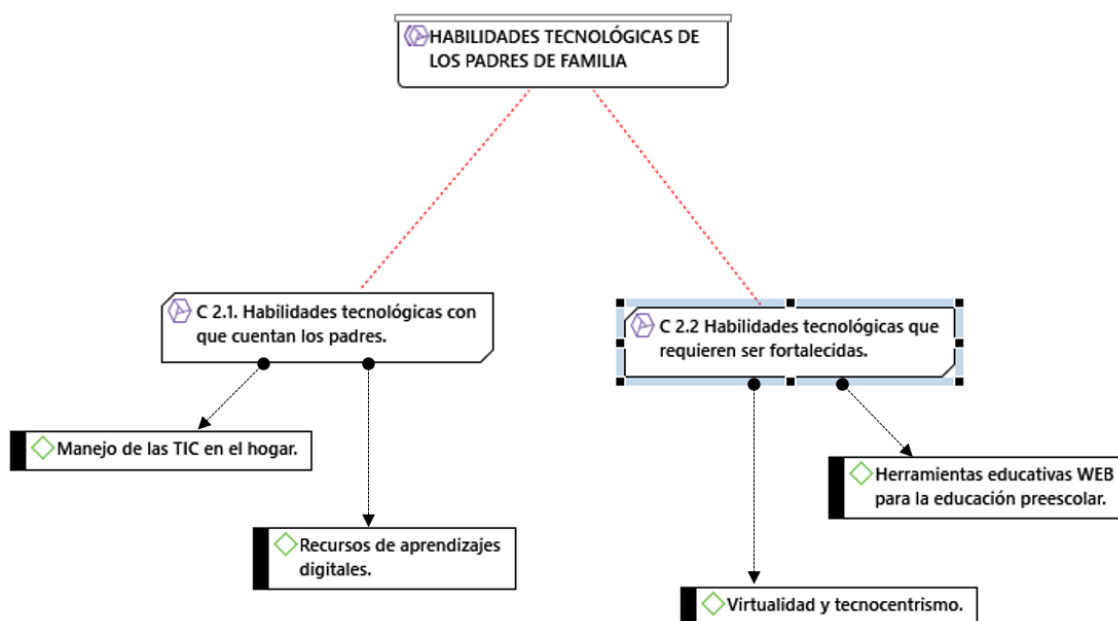 HABILIDADES TECNOLÓGICAS DE
LOS PADRES DE FAMILIA
C 2.1. Habilidades tecnológicas con
que cuentan los padres.
C 2.2 Habilidades tecnológicas que
requieren ser fortalecidas.
Manejo de las TIC en el hogar.
Recursos de aprendizajes
digitales.
Herramientas educativas WEB
para la educación preescolar.
Virtualidad y tecnocentrismo.